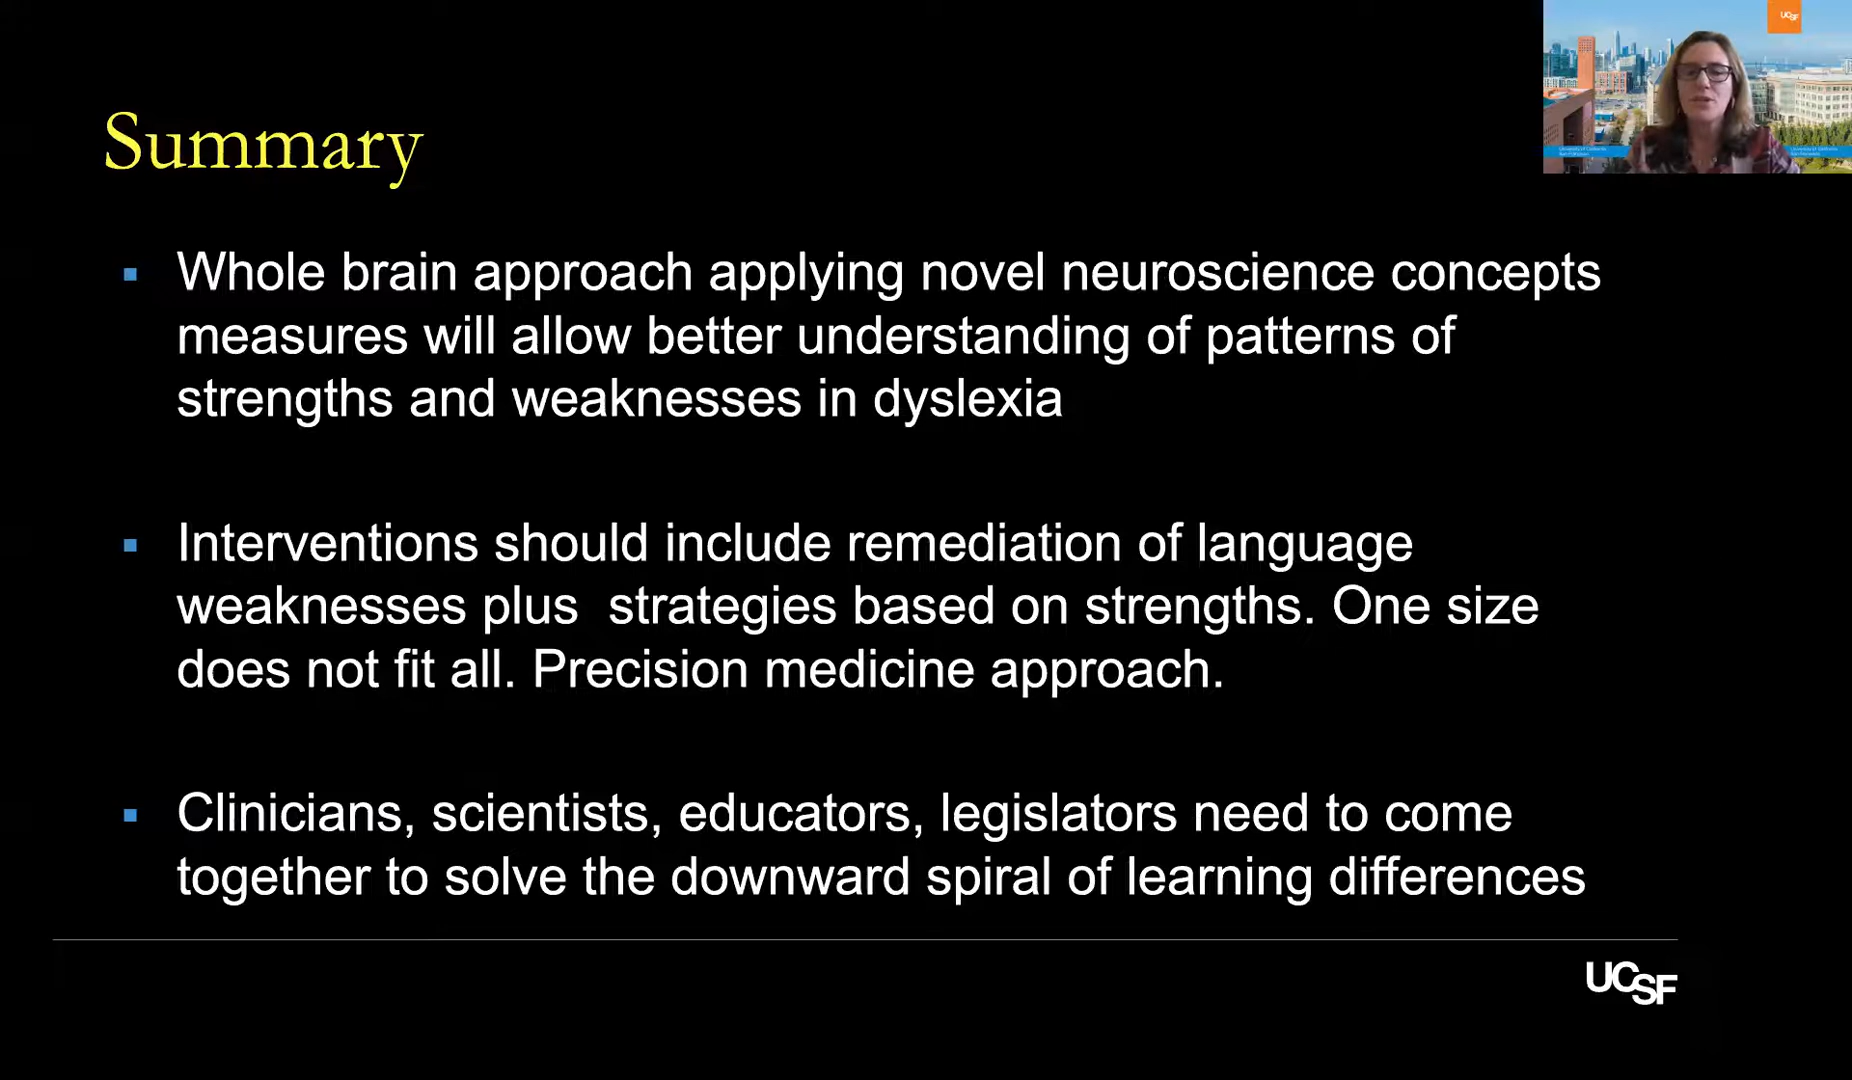 UCSF
Summary
Whole brain approach applying novel neuroscience concepts
measures will allow better understanding of patterns of
strengths and weaknesses in dyslexia
Interventions should include remediation of language
weaknesses plus  strategies based on strengths. One size
does not fit all. Precision medicine approach.
Clinicians, scientists, educators, legislators need to come
together to solve the downward spiral of learning differences
UCSF